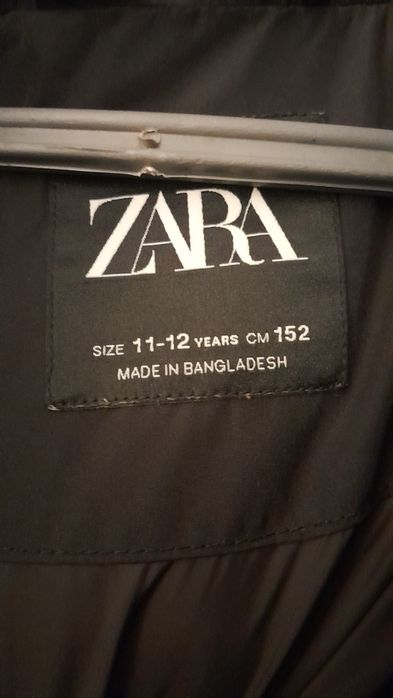 ZARA
SIZE 11-12 YEARS CM 152
MADE IN BANGLADESH